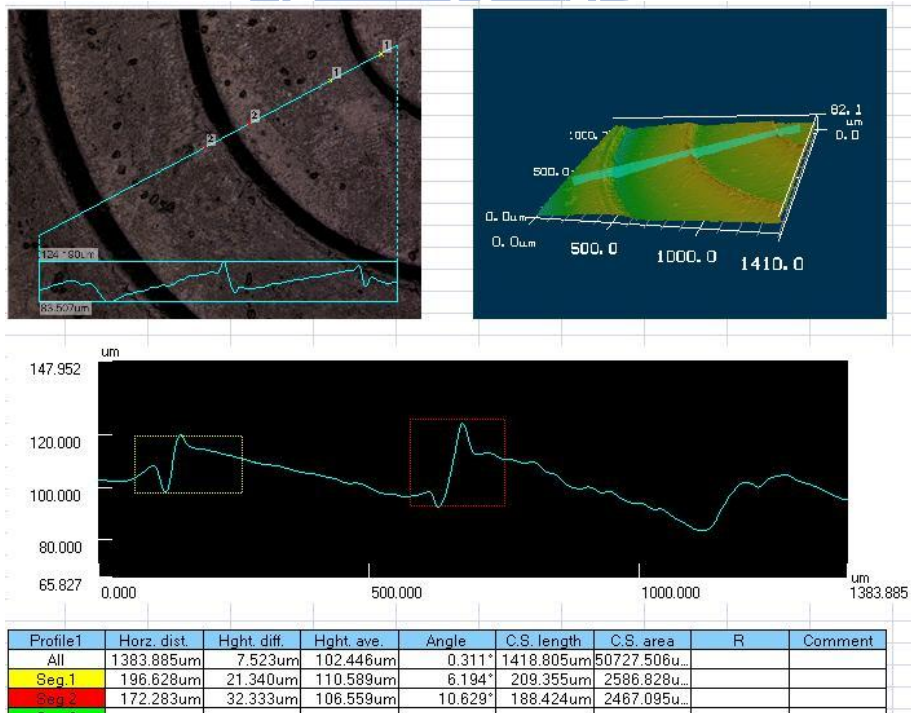 1
1
2
2
124.190um
83.507um
82.1
um
0.0
1000.
500.0
0.0um
0.0um
500.0
1000.0
1410.0
um
147.952
120.000
100.000
80.000
65.827
0.000 500.000 1000.000 1383.885
um
Profile1 Horz. dist. Hght. diff. Hght. ave. Angle C.S. length C.S. area R Comment
All 1383.885um 7.523um 102.446um 0.311° 1418.805um 50727.506u...
Seg.1 196.628um 21.340um 110.589um 6.194° 209.355um 2586.828u...
Seg.2 172.283um 32.333um 106.559um 10.629° 188.424um 2467.095u...